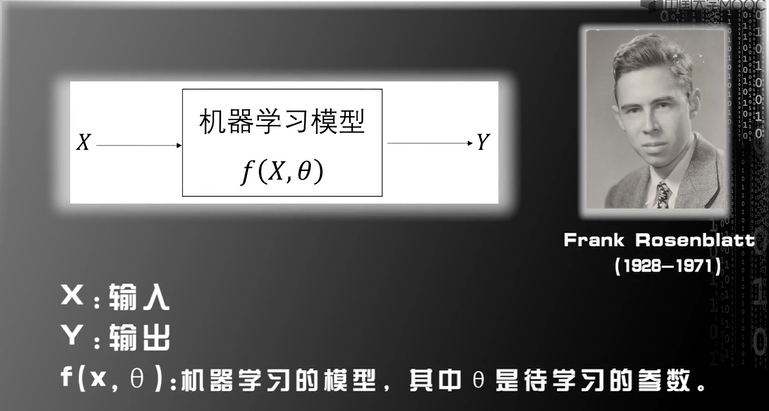 中国大学MOOC
机器学习模型
X
Y
f(X,θ)
Frank Rosenblatt
(1928-1971)
X:输入
Y:输出
f(x,θ):机器学习的模型，其中θ是待学习的参数。